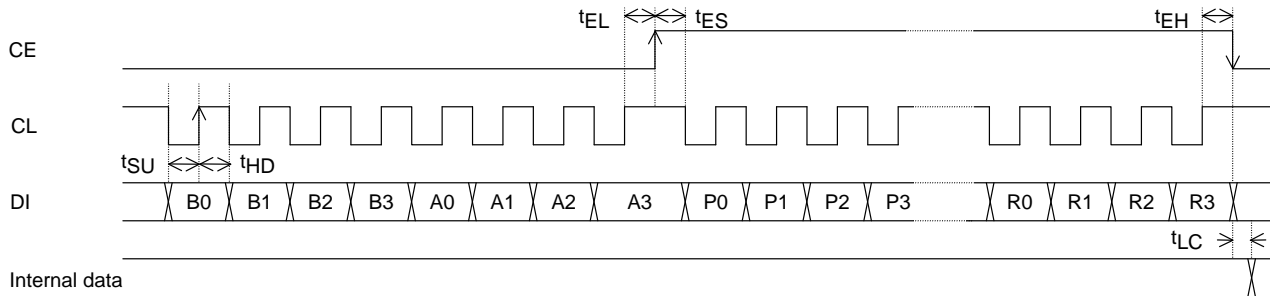 tEL tES tEH
CE
CL
tSU tHD
DI B0 B1 B2 B3 A0 A1 A2 A3 P0 P1 P2 P3 R0 R1 R2 R3
tLC
Internal data